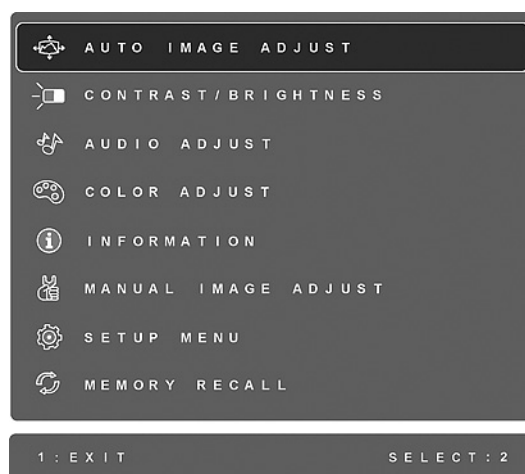 AUTO IMAGE ADJUST
CONTRAST/BRIGHTNESS
AUDIO ADJUST
COLOR ADJUST
INFORMATION
MANUAL IMAGE ADJUST
SETUP MENU
MEMORY RECALL
1:EXIT SELECT:2